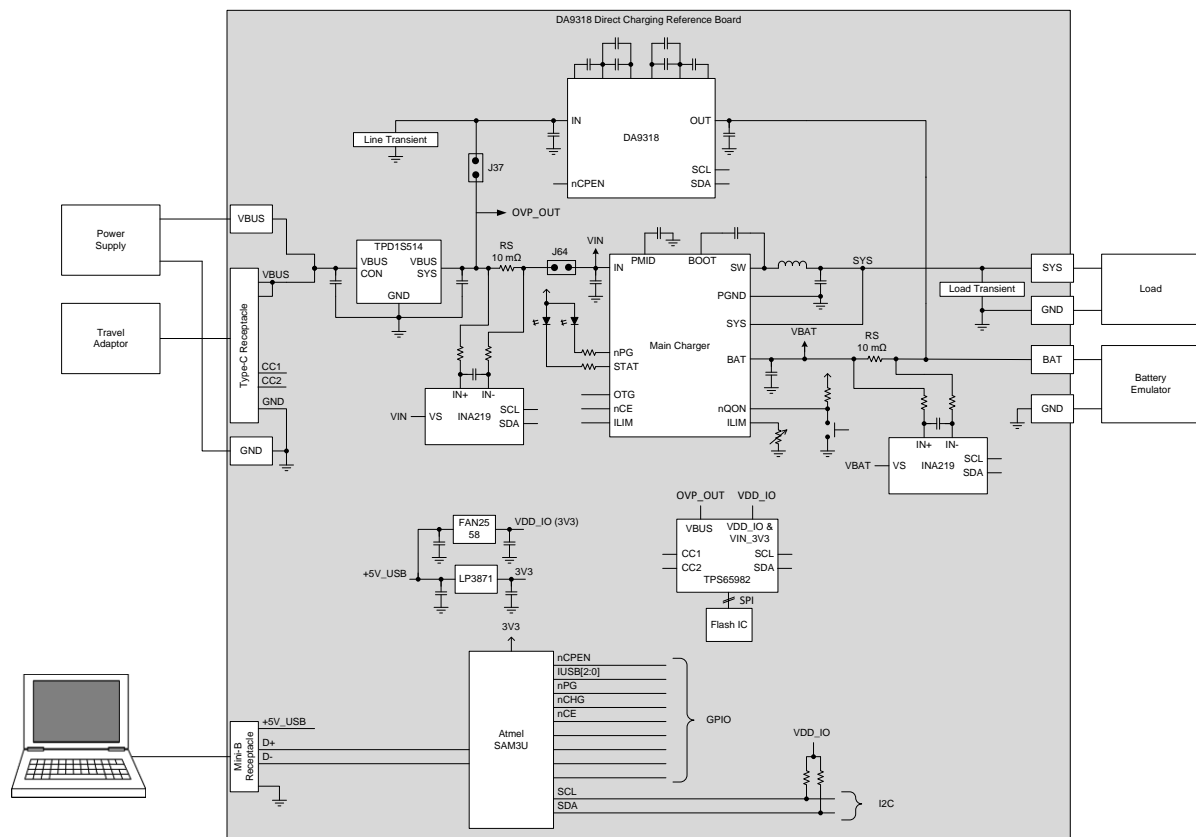 DA9318 Direct Charging Reference Board
IN
OUT
DA9318
SCL
SDA
nCPEN
Line Transient
J37
OVP_OUT
Power
Supply
VBUS
TPD1S514
VBUS
CON
VBUS
SYS
GND
RS
10 mΩ
J64
VIN
Travel
Adaptor
Type-C Receptacle
VBUS
CC1
CC2
GND
GND
IN
PMID
BOOT
SW
PGND
SYS
Main Charger
BAT
nPG
STAT
OTG
nCE
ILIM
nQON
ILIM
SYS
Load Transient
SYS
GND
Load
VBAT
RS
10 mΩ
BAT
GND
Battery
Emulator
IN+
IN-
VIN
VS
INA219
SCL
SDA
IN+
IN-
VBAT
VS
INA219
SCL
SDA
FAN25
58
VDD_IO (3V3)
+5V_USB
LP3871
3V3
OVP_OUT
VDD_IO
VBUS
VDD_IO &
VIN_3V3
CC1
CC2
SCL
SDA
TPS65982
SPI
Flash IC
3V3
Atmel
SAM3U
nCPEN
IUSB[2:0]
nPG
nCHG
nCE
GPIO
SCL
SDA
VDD_IO
I2C
Mini-B
Receptacle
+5V_USB
D+
D-